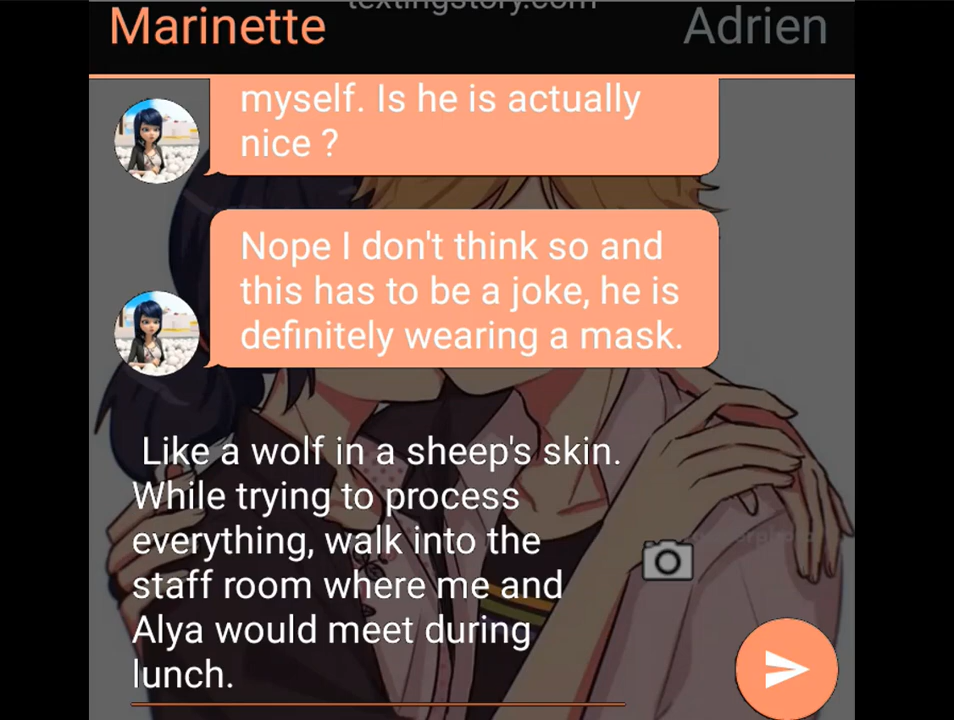 textingstory.com
Marinette Adrien
myself. Is he is actually
nice ?
Nope I don't think so and
this has to be a joke, he is
definitely wearing a mask.
Like a wolf in a sheep's skin.
While trying to process
everything, walk into the
staff room where me and
Alya would meet during
lunch.